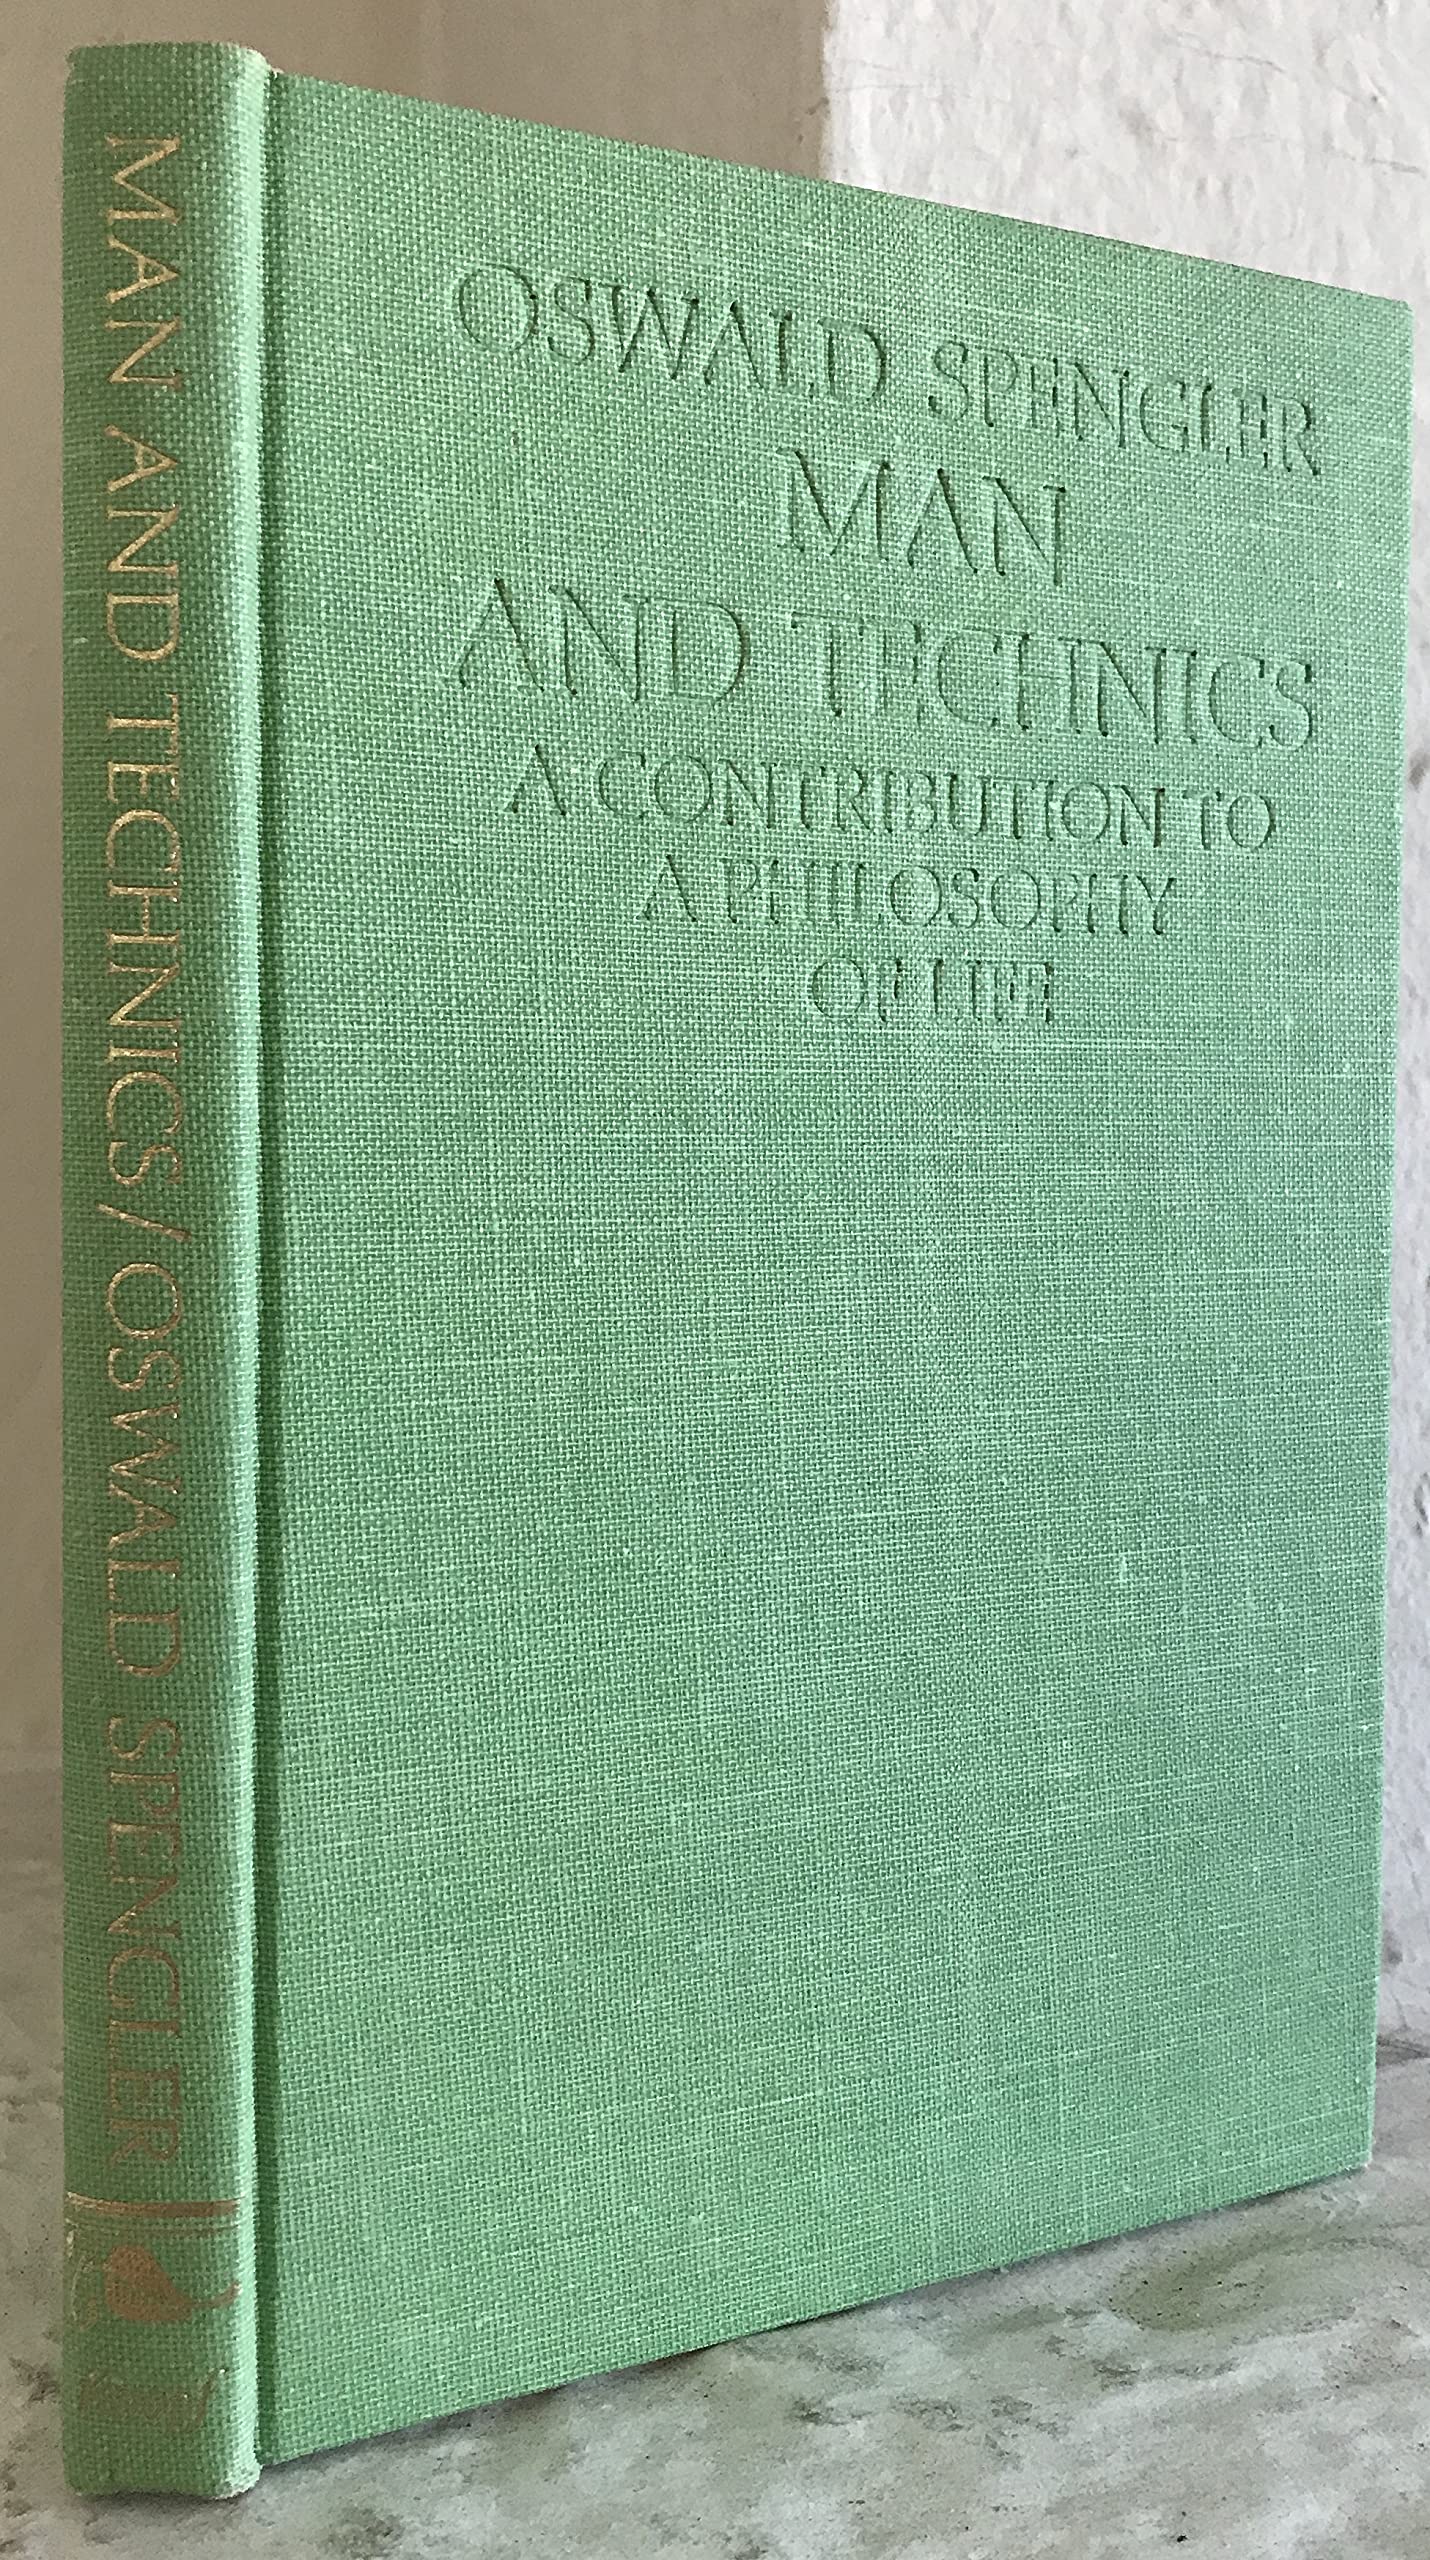 MAN AND TECHNICS / OSWALD SPENGLER
OSWALD SPENGLER
MAN
AND TECHNICS
A CONTRIBUTION TO
A PHILOSOPHY
OF LIFE